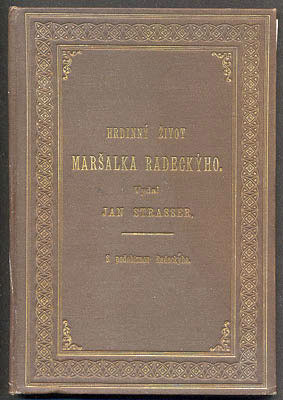 HRDINNÝ ŽIVOT
MARŠALKA RADECKÝHO.
Vydal
JAN STRASSER.
S podobiznou Radeckýho.